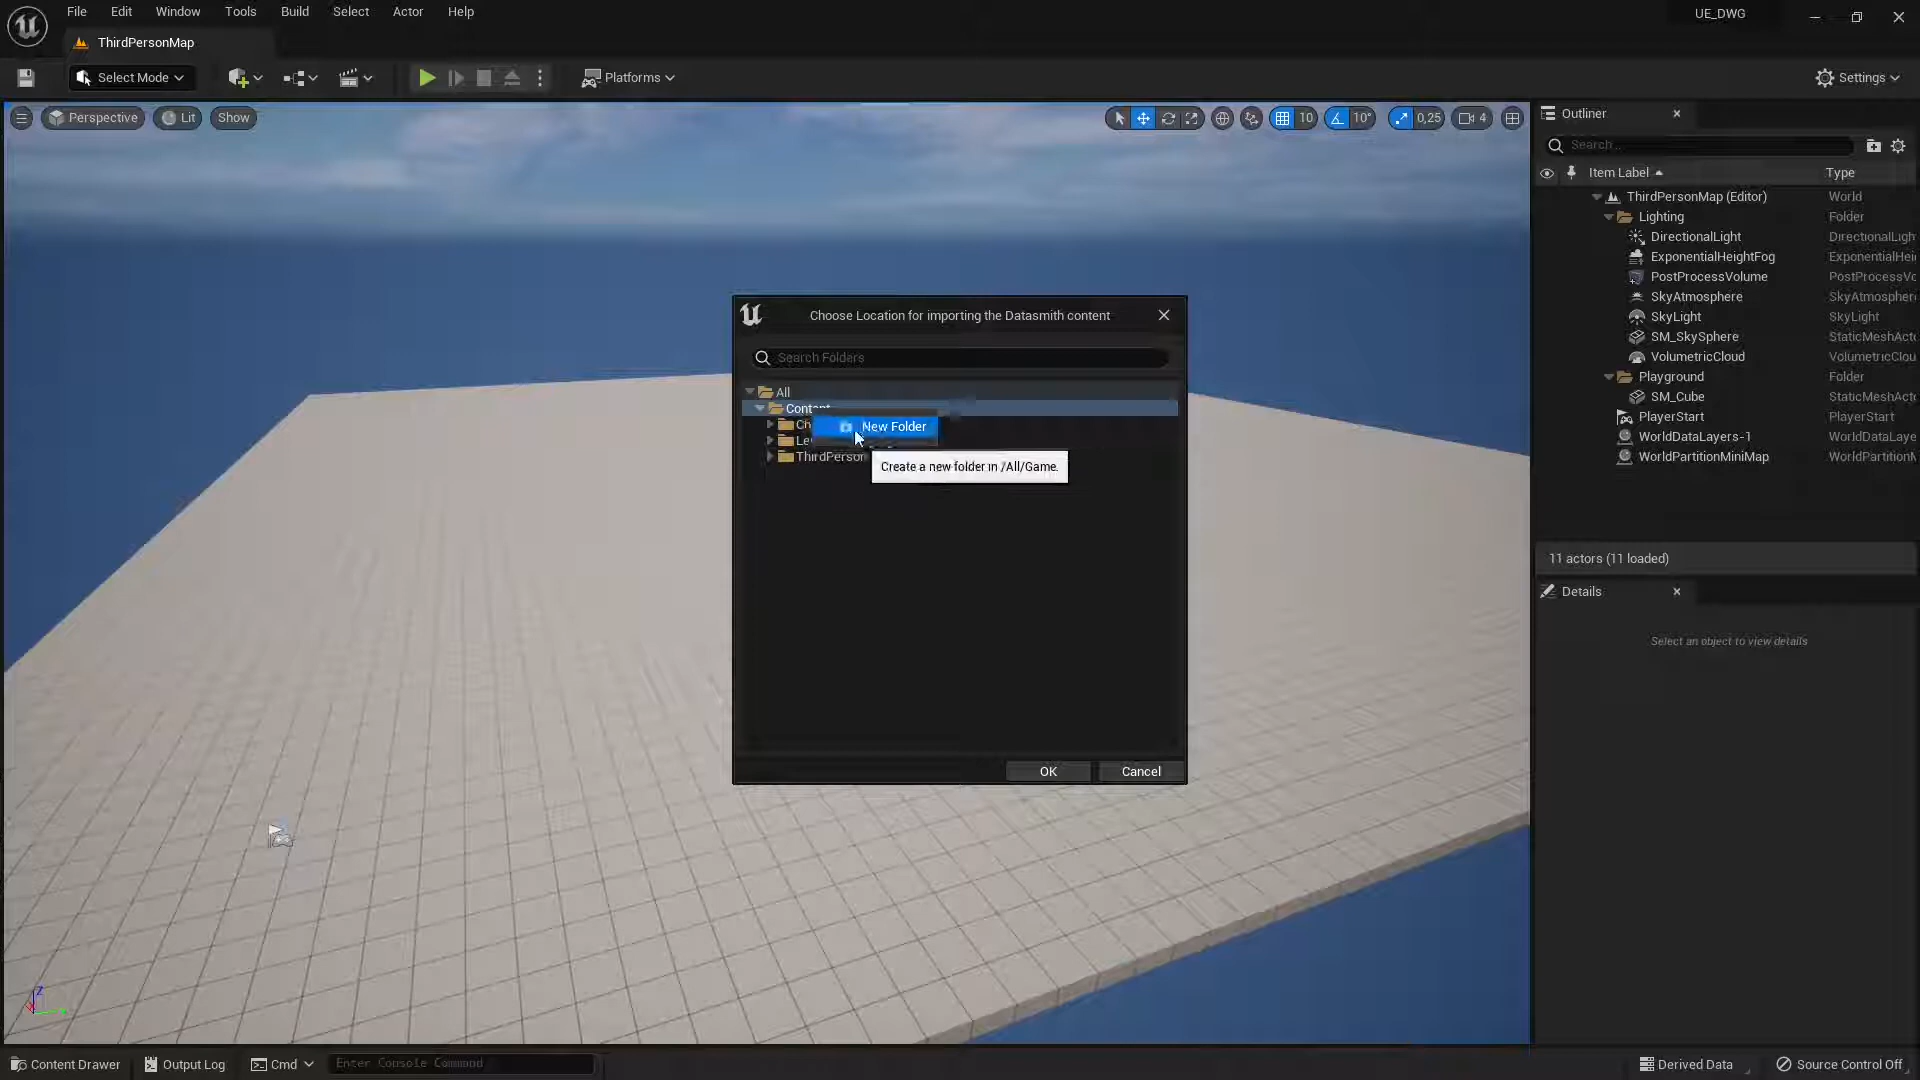 File Edit Window Tools Build Select Actor Help
UE_DWG
ThirdPersonMap
Select Mode
Platforms
Settings
Perspective
Lit
Show
10
10°
0,25
4
Outliner
Search...
Item Label
Type
ThirdPersonMap (Editor) World
Lighting Folder
DirectionalLight DirectionalLigh
ExponentialHeightFog ExponentialHei
PostProcessVolume PostProcessVo
SkyAtmosphere SkyAtmospher
SkyLight SkyLight
SM_SkySphere StaticMeshActo
VolumetricCloud VolumetricClou
Playground Folder
SM_Cube StaticMeshActo
PlayerStart PlayerStart
WorldDataLayers-1 WorldDataLaye
WorldPartitionMiniMap WorldPartitionM
11 actors (11 loaded)
Details
Select an object to view details
Choose Location for importing the Datasmith content
Search Folders
All
Content
Ch
New Folder
Le
ThirdPerson
Create a new folder in /All/Game.
OK
Cancel
Z
Content Drawer
Output Log
Cmd
Enter Console Command
Derived Data
Source Control Off